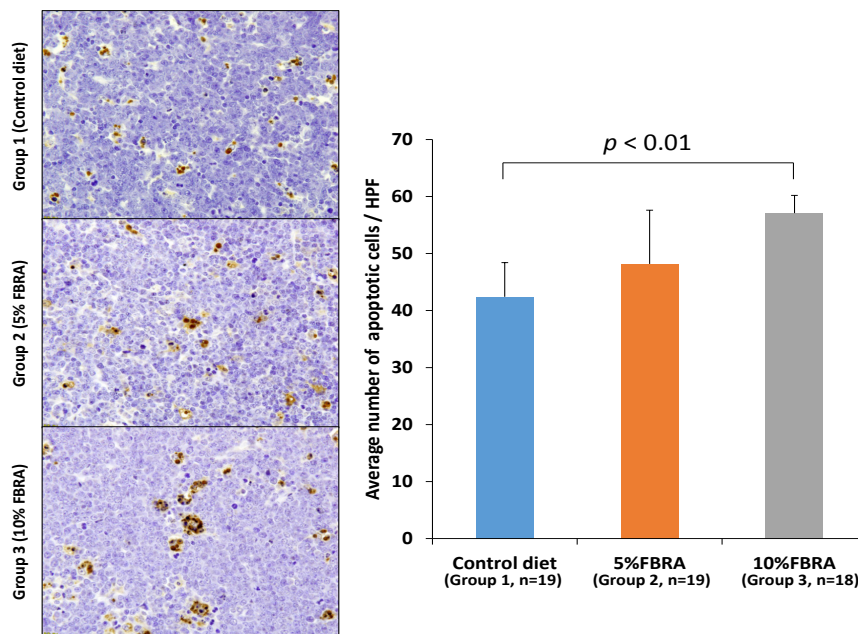 Group 1 (Control diet)
Group 2 (5% FBRA)
Group 3 (10% FBRA)
Average number of apoptotic cells / HPF
70
60
50
40
30
20
10
0
p < 0.01
Control diet
(Group 1, n=19)
5%FBRA
(Group 2, n=19)
10%FBRA
(Group 3, n=18)